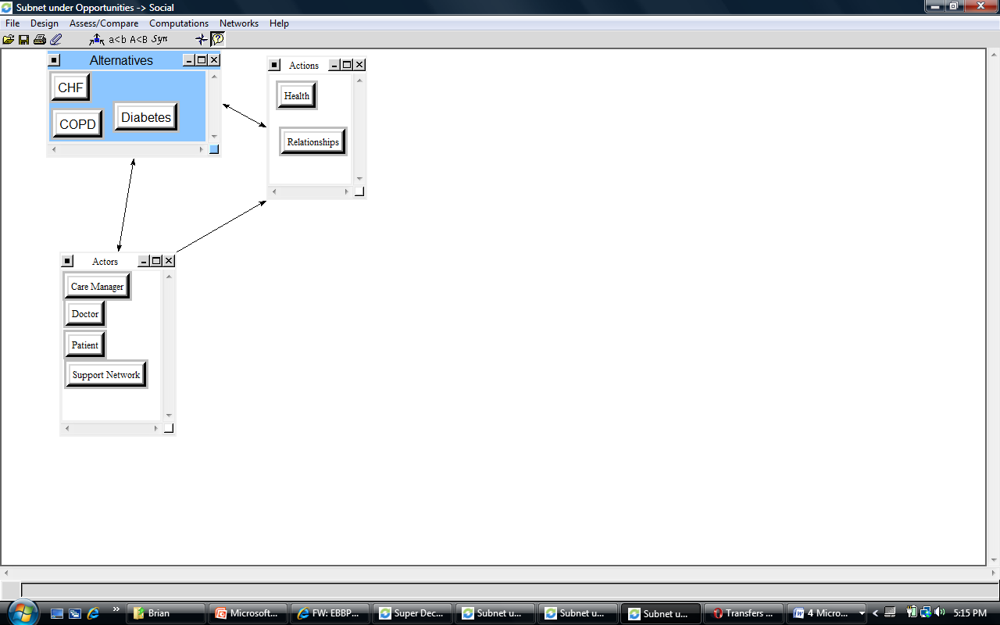 Subnet under Opportunities -> Social
File Design Assess/Compare Computations Networks Help
a<b A<B Syn
Alternatives
CHF
COPD
Diabetes
Actions
Health
Relationships
Actors
Care Manager
Doctor
Patient
Support Network
Brian Microsoft... FW: EBBP... Super Dec... Subnet u... Subnet u... Subnet u... Transfers ... 4 Micro... 5:15 PM